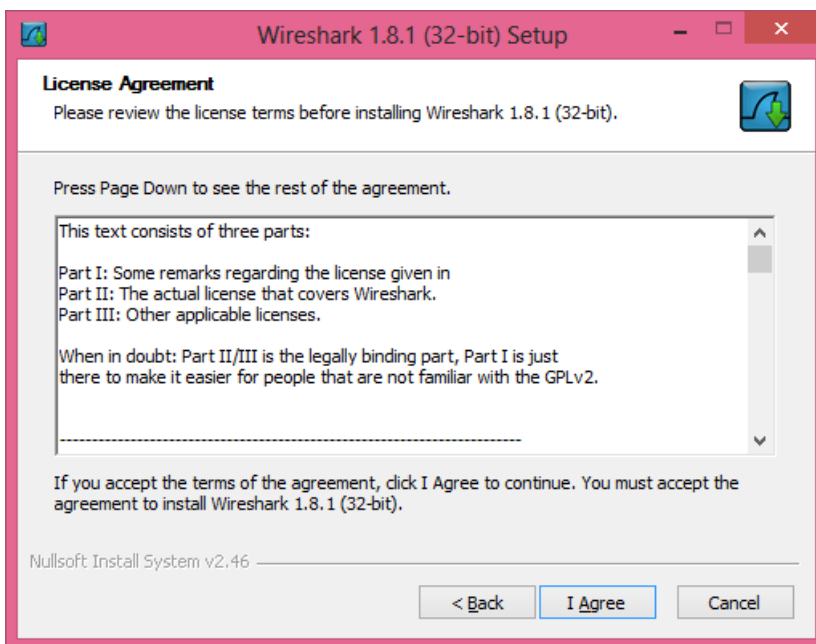 Wireshark 1.8.1 (32-bit) Setup
License Agreement
Please review the license terms before installing Wireshark 1.8.1 (32-bit).
Press Page Down to see the rest of the agreement.
This text consists of three parts:
Part I: Some remarks regarding the license given in
Part II: The actual license that covers Wireshark.
Part III: Other applicable licenses.
When in doubt: Part II/III is the legally binding part, Part I is just
there to make it easier for people that are not familiar with the GPLv2.
-----------------------------------------------------------------------
If you accept the terms of the agreement, click I Agree to continue. You must accept the
agreement to install Wireshark 1.8.1 (32-bit).
Nullsoft Install System v2.46
< Back
I Agree
Cancel